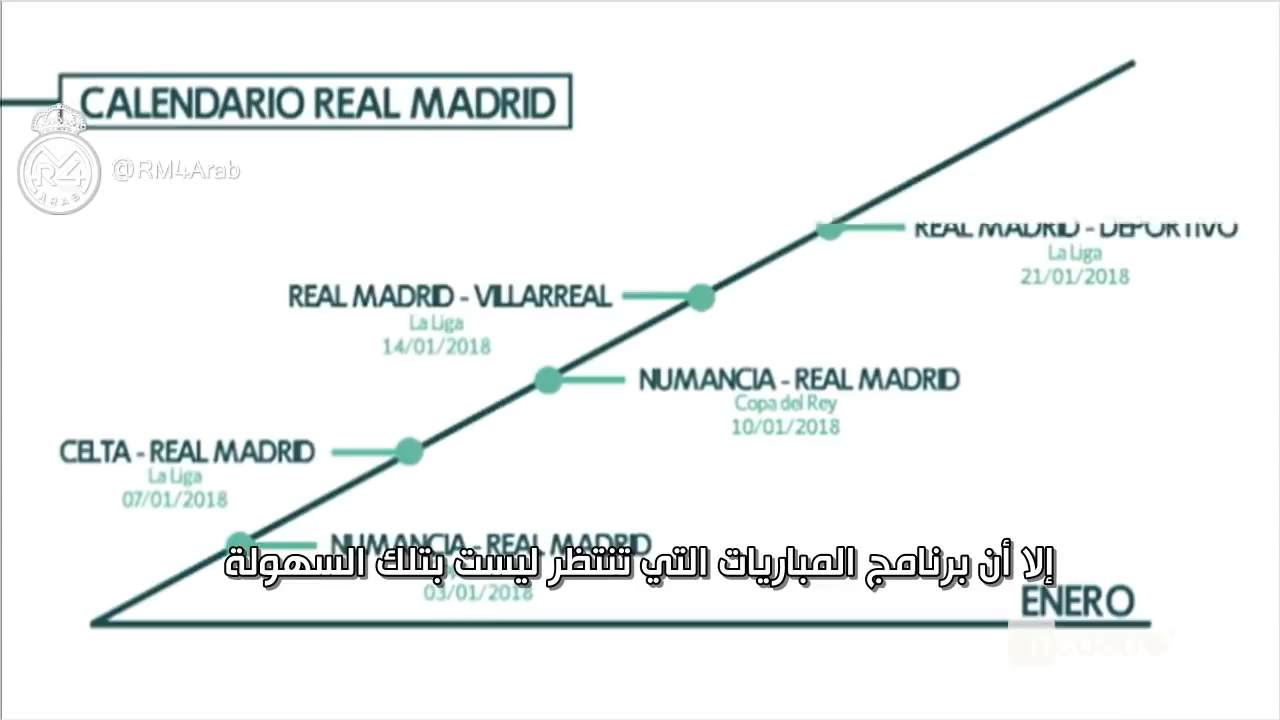 CALENDARIO REAL MADRID
@RM4Arab
R4
ARAB
REAL MADRID - DEPORTIVO
La Liga
21/01/2018
REAL MADRID - VILLARREAL
La Liga
14/01/2018
NUMANCIA - REAL MADRID
Copa del Rey
10/01/2018
CELTA - REAL MADRID
La Liga
07/01/2018
NUMANCIA - REAL MADRID
إلا أن برنامج المباريات التي تنتظر ليست بتلك السهولة
03/01/2018
ENERO